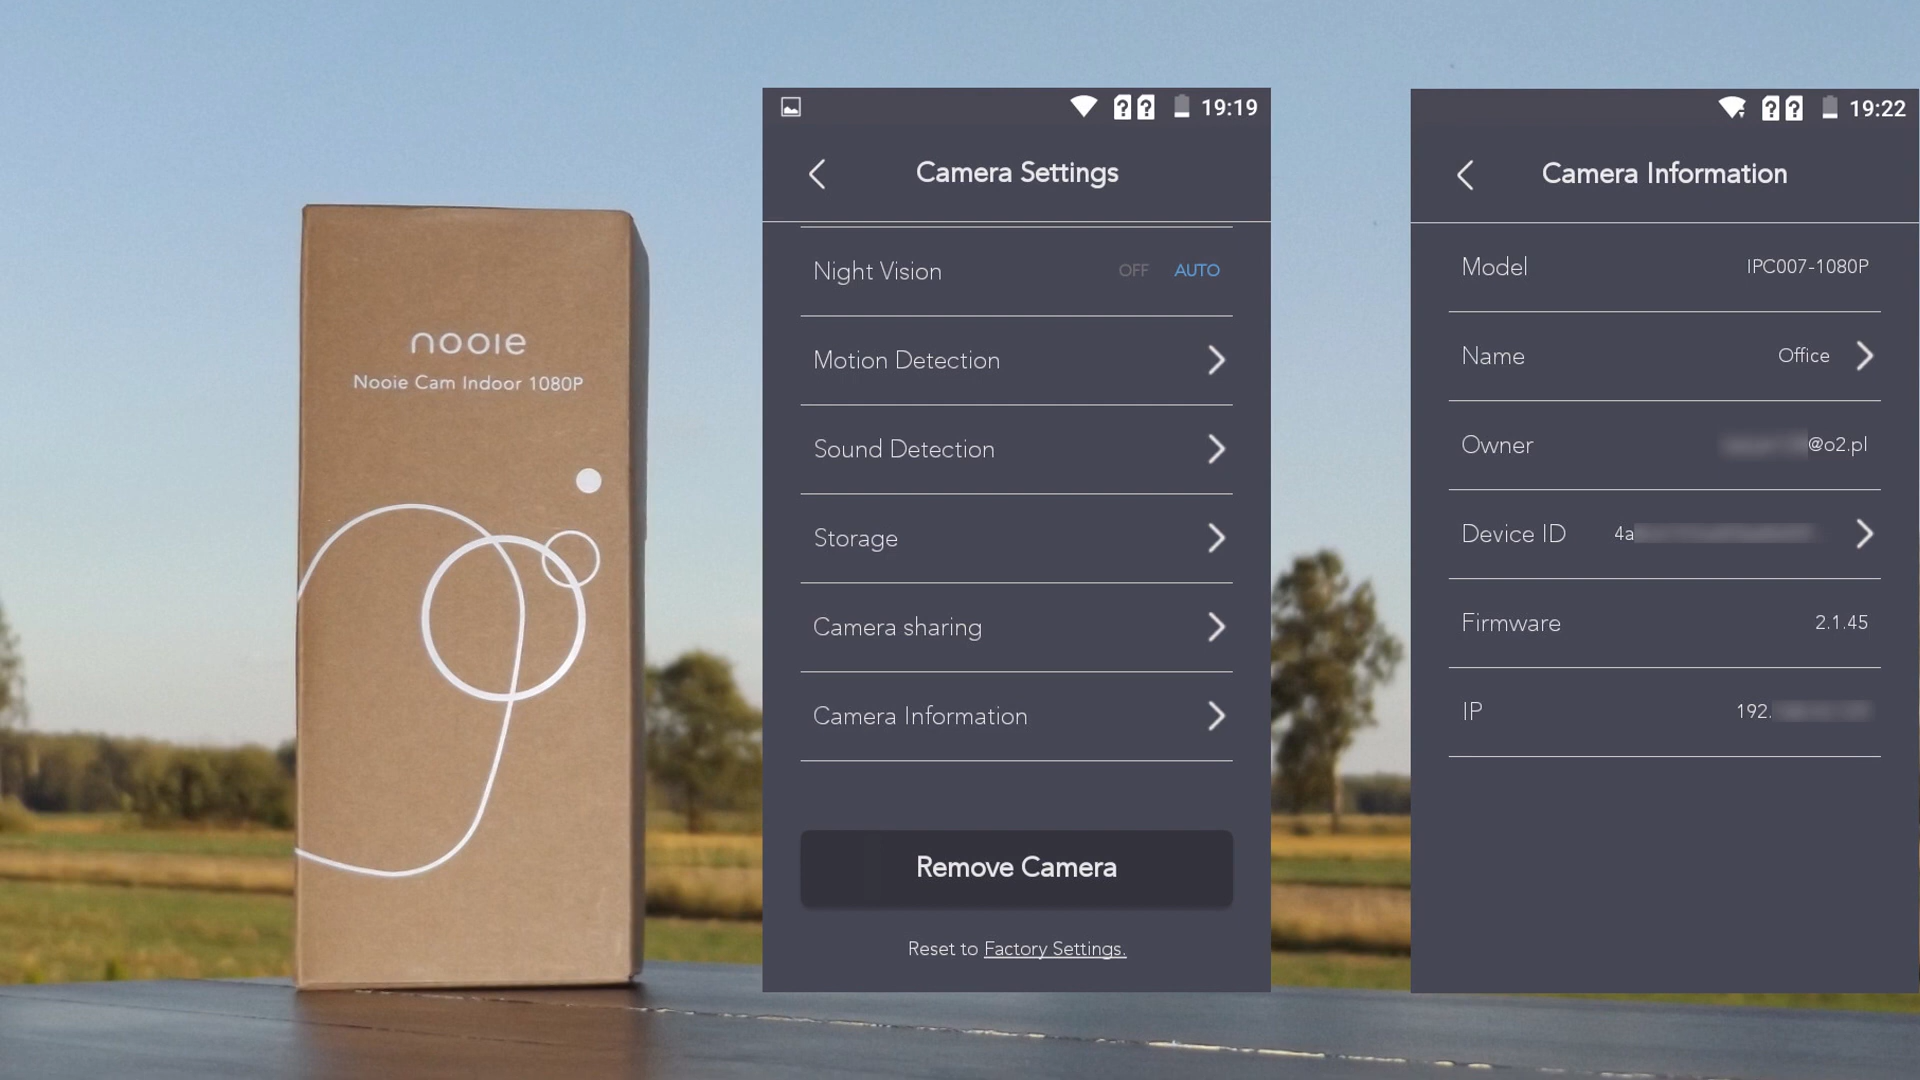 nooie
Nooie Cam Indoor 1080P
19:19
Camera Settings
Night Vision OFF AUTO
Motion Detection
Sound Detection
Storage
Camera sharing
Camera Information
Remove Camera
Reset to Factory Settings.
19:22
Camera Information
Model IPC007-1080P
Name Office
Owner @o2.pl
Device ID 4a
Firmware 2.1.45
IP 192.